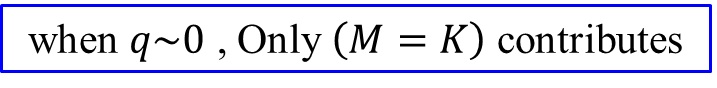 when q~0 , Only (M = K) contributes